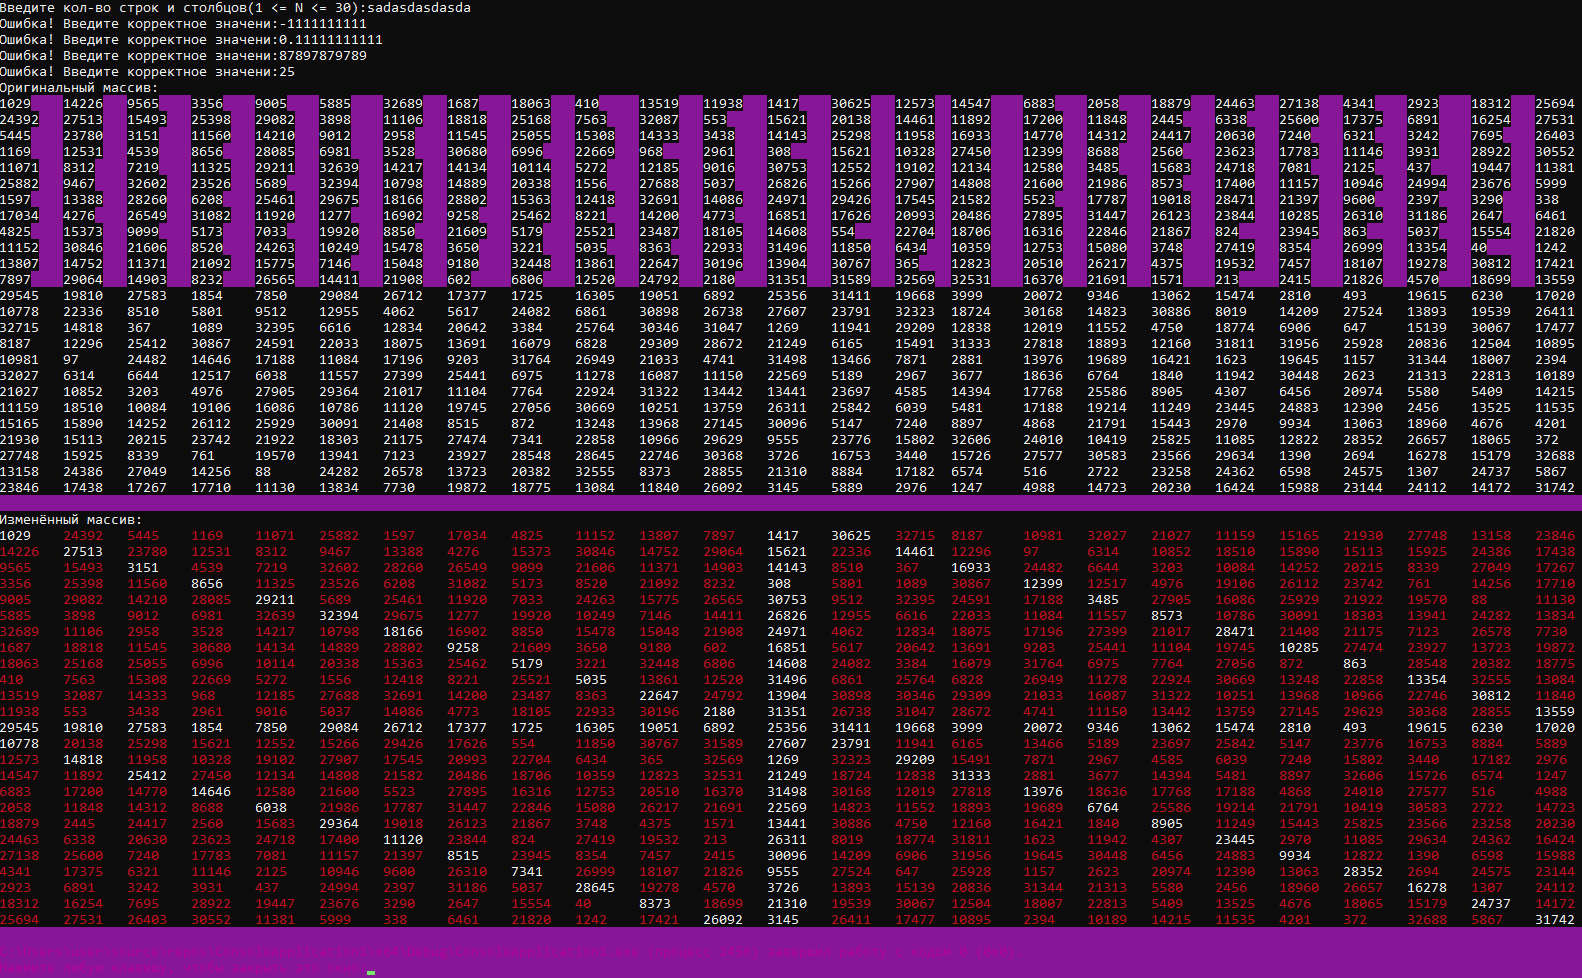 Введите кол-во строк и столбцов(1 <= N <= 30):sadasdasdasda
Ошибка! Введите корректное значени:-1111111111
Ошибка! Введите корректное значени:0.11111111111
Ошибка! Введите корректное значени:87897879789
Ошибка! Введите корректное значени:25
Оригинальный массив:
1029 14226 9565 3356 9005 5885 32689 1687 18063 410 13519 11938 1417 30625 12573 14547 6883 2058 18879 24463 27138 4341 2923 18312 25694
24392 27513 15493 25398 29082 3898 11106 18818 25168 7563 32087 553 15621 20138 14461 11892 17200 11848 2445 6338 25600 17375 6891 16254 27531
5445 23780 3151 11560 14210 9012 2958 11545 25055 15308 14333 3438 14143 25298 11958 16933 14770 14312 24417 20630 7240 6321 3242 7695 26403
1169 12531 4539 8656 28085 6981 3528 30680 6996 22669 968 2961 308 15621 10328 27450 12399 8688 2560 23623 17783 11146 3931 28922 30552
11071 8312 7219 11325 29211 32639 14217 14134 10114 5272 12185 9016 30753 12552 19102 12134 12580 3485 15683 24718 7081 2125 437 19447 11381
25882 9467 32602 23526 5689 32394 10798 14889 20338 1556 27688 5037 26826 15266 27907 14808 21600 21986 8573 17400 11157 10946 24994 23676 5999
1597 13388 28260 6208 25461 29675 18166 28802 15363 12418 32691 14086 24971 29426 17545 21582 5523 17787 19018 28471 21397 9600 2397 3290 338
17034 4276 26549 31082 11920 1277 16902 9258 25462 8221 14200 4773 16851 17626 20993 20486 27895 31447 26123 23844 10285 26310 31186 2647 6461
4825 15373 9099 5173 7033 19920 8850 21609 5179 25521 23487 18105 14608 554 22704 18706 16316 22846 21867 824 23945 863 5037 15554 21820
11152 30846 21606 8520 24263 10249 15478 3650 3221 5035 8363 22933 31496 11850 6434 10359 12753 15080 3748 27419 8354 26999 13354 40 1242
13807 14752 11371 21092 15775 7146 15048 9180 32448 13861 22647 30196 13904 30767 365 12823 20510 26217 4375 19532 7457 18107 19278 30812 17421
7897 29064 14903 8232 26565 14411 21908 602 6806 12520 24792 2180 31351 31589 32569 32531 16370 21691 1571 213 2415 21826 4570 18699 13559
29545 19810 27583 1854 7850 29084 26712 17377 1725 16305 19051 6892 25356 31411 19668 3999 20072 9346 13062 15474 2810 493 19615 6230 17020
10778 22336 8510 5801 9512 12955 4062 5617 24082 6861 30898 26738 27607 23791 32323 18724 30168 14823 30886 8019 14209 27524 13893 19539 26411
32715 14818 367 1089 32395 6616 12834 20642 3384 25764 30346 31047 1269 11941 29209 12838 12019 11552 4750 18774 6906 647 15139 30067 17477
8187 12296 25412 30867 24591 22033 18075 13691 16079 6828 29309 28672 21249 6165 15491 31333 27818 18893 12160 31811 31956 25928 20836 12504 10895
10981 97 24482 14646 17188 11084 17196 9203 31764 26949 21033 4741 31498 13466 7871 2881 13976 19689 16421 1623 19645 1157 31344 18007 2394
32027 6314 6644 12517 6038 11557 27399 25441 6975 11278 16087 11150 22569 5189 2967 3677 18636 6764 1840 11942 30448 2623 21313 22813 10189
21027 10852 3203 4976 27905 29364 21017 11104 7764 22924 31322 13442 13441 23697 4585 14394 17768 25586 8905 4307 6456 20974 5580 5409 14215
11159 18510 10084 19106 16086 10786 11120 19745 27056 30669 10251 13759 26311 25842 6039 5481 17188 19214 11249 23445 24883 12390 2456 13525 11535
15165 15890 14252 26112 25929 30091 21408 8515 872 13248 13968 27145 30096 5147 7240 8897 4868 21791 15443 2970 9934 13063 18960 4676 4201
21930 15113 20215 23742 21922 18303 21175 27474 7341 22858 10966 29629 9555 23776 15802 32606 24010 10419 25825 11085 12822 28352 26657 18065 372
27748 15925 8339 761 19570 13941 7123 23927 28548 28645 22746 30368 3726 16753 3440 15726 27577 30583 23566 29634 1390 2694 16278 15179 32688
13158 24386 27049 14256 88 24282 26578 13723 20382 32555 8373 28855 21310 8884 17182 6574 516 2722 23258 24362 6598 24575 1307 24737 5867
23846 17438 17267 17710 11130 13834 7730 19872 18775 13084 11840 26092 3145 5889 2976 1247 4988 14723 20230 16424 15988 23144 24112 14172 31742
Изменённый массив:
1029 24392 5445 1169 11071 25882 1597 17034 4825 11152 13807 7897 1417 30625 32715 8187 10981 32027 21027 11159 15165 21930 27748 13158 23846
14226 27513 23780 12531 8312 9467 13388 4276 15373 30846 14752 29064 15621 22336 14461 12296 97 6314 10852 18510 15890 15113 15925 24386 17438
9565 15493 3151 4539 7219 32602 28260 26549 9099 21606 11371 14903 14143 8510 367 16933 24482 6644 3203 10084 14252 20215 8339 27049 17267
3356 25398 11560 8656 11325 23526 6208 31082 5173 8520 21092 8232 308 5801 1089 30867 12399 12517 4976 19106 26112 23742 761 14256 17710
9005 29082 14210 28085 29211 5689 25461 11920 7033 24263 15775 26565 30753 9512 32395 24591 17188 3485 27905 16086 25929 21922 19570 88 11130
5885 3898 9012 6981 32639 32394 29675 1277 19920 10249 7146 14411 26826 12955 6616 22033 11084 11557 8573 10786 30091 18303 13941 24282 13834
32689 11106 2958 3528 14217 10798 18166 16902 8850 15478 15048 21908 24971 4062 12834 18075 17196 27399 21017 28471 21408 21175 7123 26578 7730
1687 18818 11545 30680 14134 14889 28802 9258 21609 3650 9180 602 16851 5617 20642 13691 9203 25441 11104 19745 10285 27474 23927 13723 19872
18063 25168 25055 6996 10114 20338 15363 25462 5179 3221 32448 6806 14608 24082 3384 16079 31764 6975 7764 27056 872 863 28548 20382 18775
410 7563 15308 22669 5272 1556 12418 8221 25521 5035 13861 12520 31496 6861 25764 6828 26949 11278 22924 30669 13248 22858 13354 32555 13084
13519 32087 14333 968 12185 27688 32691 14200 23487 8363 22647 24792 13904 30898 30346 29309 21033 16087 31322 10251 13968 10966 22746 30812 11840
11938 553 3438 2961 9016 5037 14086 4773 18105 22933 30196 2180 31351 26738 31047 28672 4741 11150 13442 13759 27145 29629 30368 28855 13559
29545 19810 27583 1854 7850 29084 26712 17377 1725 16305 19051 6892 25356 31411 19668 3999 20072 9346 13062 15474 2810 493 19615 6230 17020
10778 20138 25298 15621 12552 15266 29426 17626 554 11850 30767 31589 27607 23791 11941 6165 13466 5189 23697 25842 5147 23776 16753 8884 5889
12573 14818 11958 10328 19102 27907 17545 20993 22704 6434 365 32569 1269 32323 29209 15491 7871 2967 4585 6039 7240 15802 3440 17182 2976
14547 11892 25412 27450 12134 14808 21582 20486 18706 10359 12823 32531 21249 18724 12838 31333 2881 3677 14394 5481 8897 32606 15726 6574 1247
6883 17200 14770 14646 12580 21600 5523 27895 16316 12753 20510 16370 31498 30168 12019 27818 13976 18636 17768 17188 4868 24010 27577 516 4988
2058 11848 14312 8688 6038 21986 17787 31447 22846 15080 26217 21691 22569 14823 11552 18893 19689 6764 25586 19214 21791 10419 30583 2722 14723
18879 2445 24417 2560 15683 29364 19018 26123 21867 3748 4375 1571 13441 30886 4750 12160 16421 1840 8905 11249 15443 25825 23566 23258 20230
24463 6338 20630 23623 24718 17400 11120 23844 824 27419 19532 213 26311 8019 18774 31811 1623 11942 4307 23445 2970 11085 29634 24362 16424
27138 25600 7240 17783 7081 11157 21397 8515 23945 8354 7457 2415 30096 14209 6906 31956 19645 30448 6456 24883 9934 12822 1390 6598 15988
4341 17375 6321 11146 2125 10946 9600 26310 7341 26999 18107 21826 9555 27524 647 25928 1157 2623 20974 12390 13063 28352 2694 24575 23144
2923 6891 3242 3931 437 24994 2397 31186 5037 28645 19278 4570 3726 13893 15139 20836 31344 21313 5580 2456 18960 26657 16278 1307 24112
18312 16254 7695 28922 19447 23676 3290 2647 15554 40 8373 18699 21310 19539 30067 12504 18007 22813 5409 13525 4676 18065 15179 24737 14172
25694 27531 26403 30552 11381 5999 338 6461 21820 1242 17421 26092 3145 26411 17477 10895 2394 10189 14215 11535 4201 372 32688 5867 31742